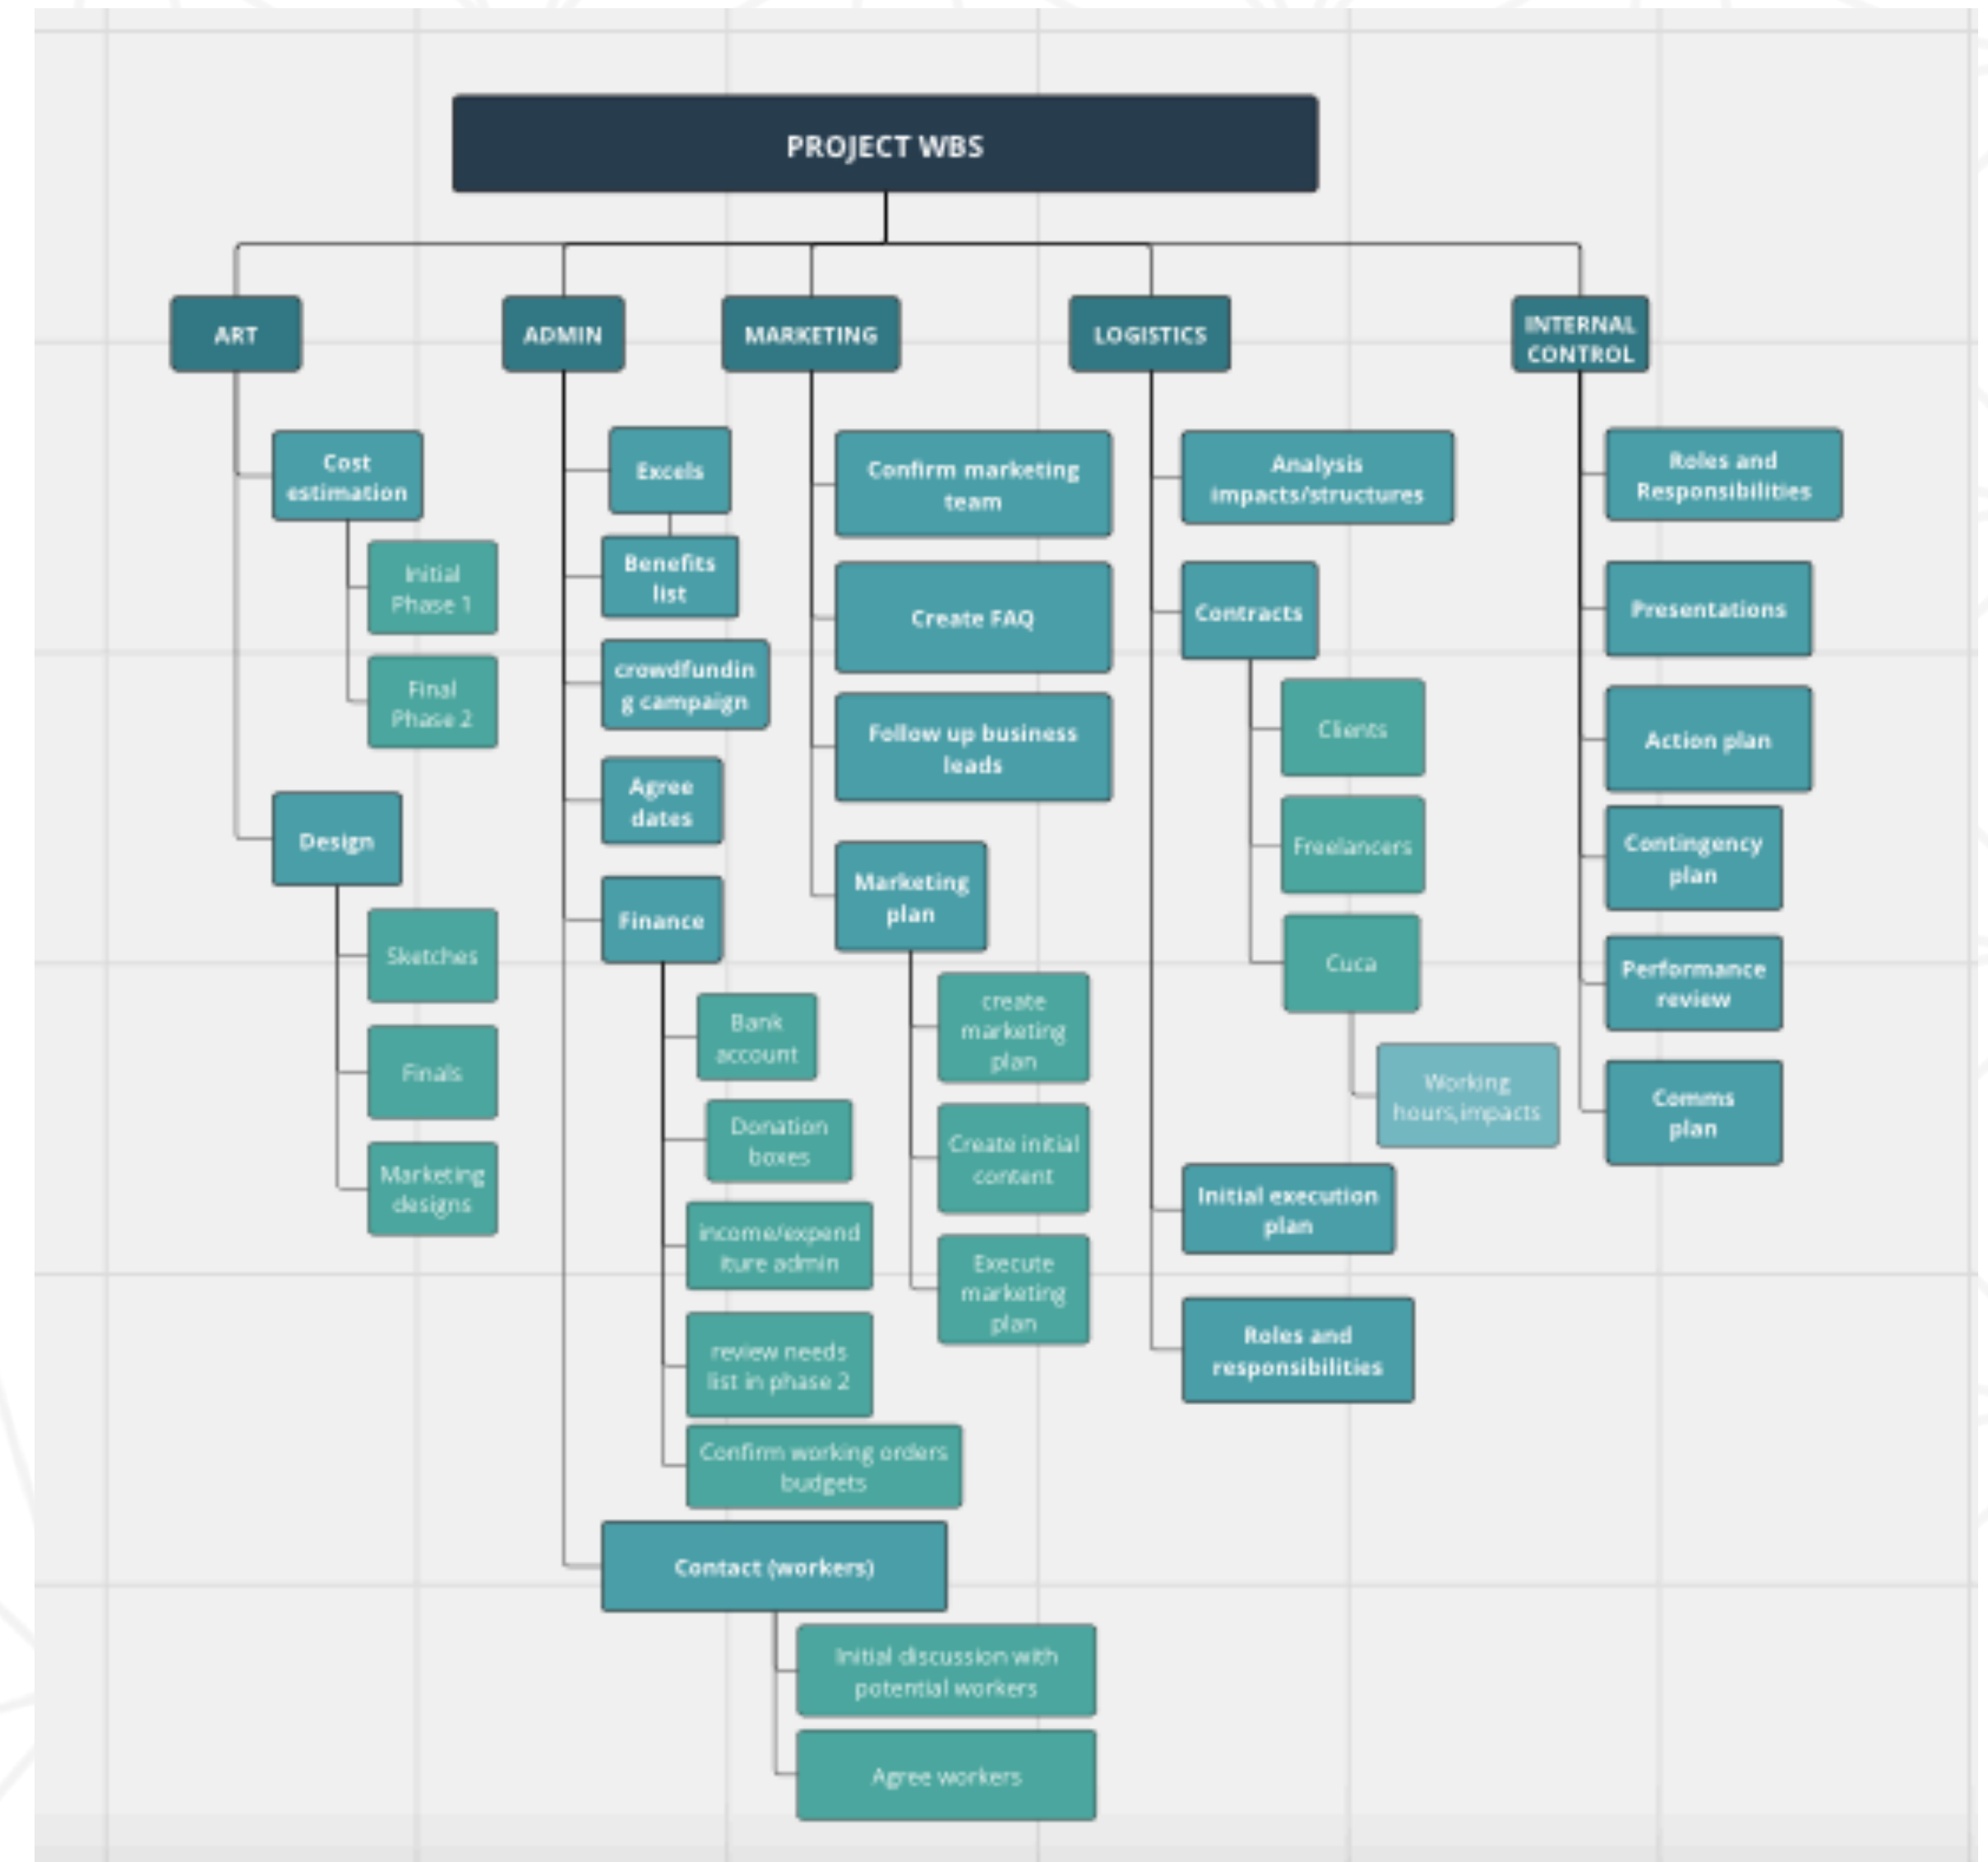 PROJECT WBS
ART
Cost
estimation
Initial
Phase 1
Final
Phase 2
Design
Sketches
Finals
Marketing
designs
ADMIN
Excels
Benefits
list
crowdfundin
g campaign
Agree
dates
Finance
Bank
account
Donation
boxes
income/expend
iture admin
review needs
list in phase 2
Confirm working orders
budgets
Contact (workers)
Initial discussion with
potential workers
Agree workers
MARKETING
Confirm marketing
team
Create FAQ
Follow up business
leads
Marketing
plan
create
marketing
plan
Create initial
content
Execute
marketing
plan
LOGISTICS
Analysis
impacts/structures
Contracts
Clients
Freelancers
Cuca
Working
hours,impacts
Initial execution
plan
Roles and
responsibilities
INTERNAL
CONTROL
Roles and
Responsibilities
Presentations
Action plan
Contingency
plan
Performance
review
Comms
plan